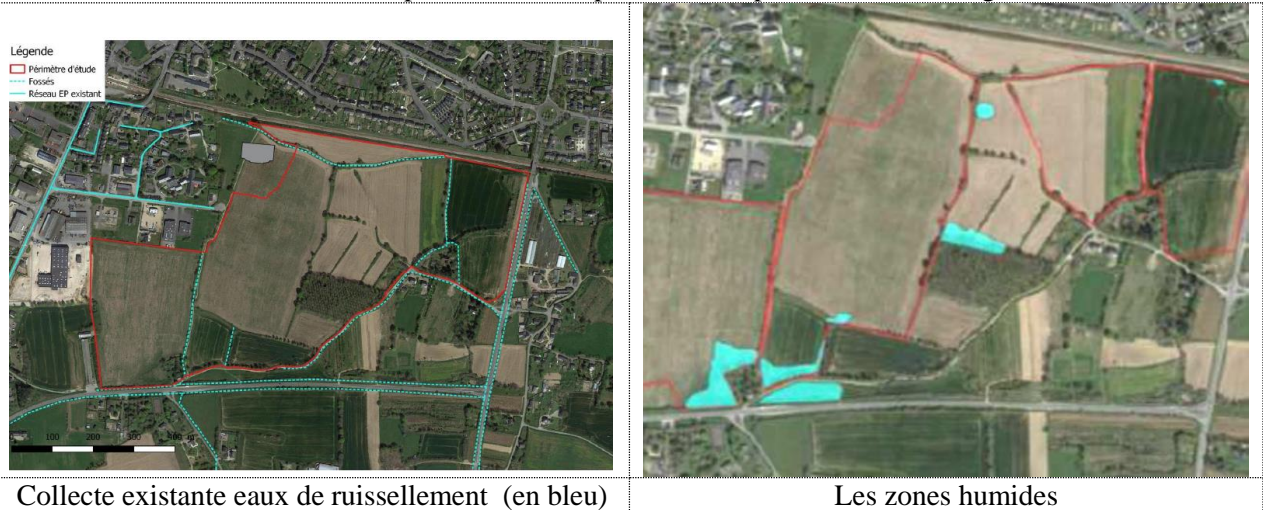 Légende
Périmètre d'étude
Fossés
Réseau EP existant
100 200 300 400 m
Collecte existante eaux de ruissellement (en bleu)
Les zones humides